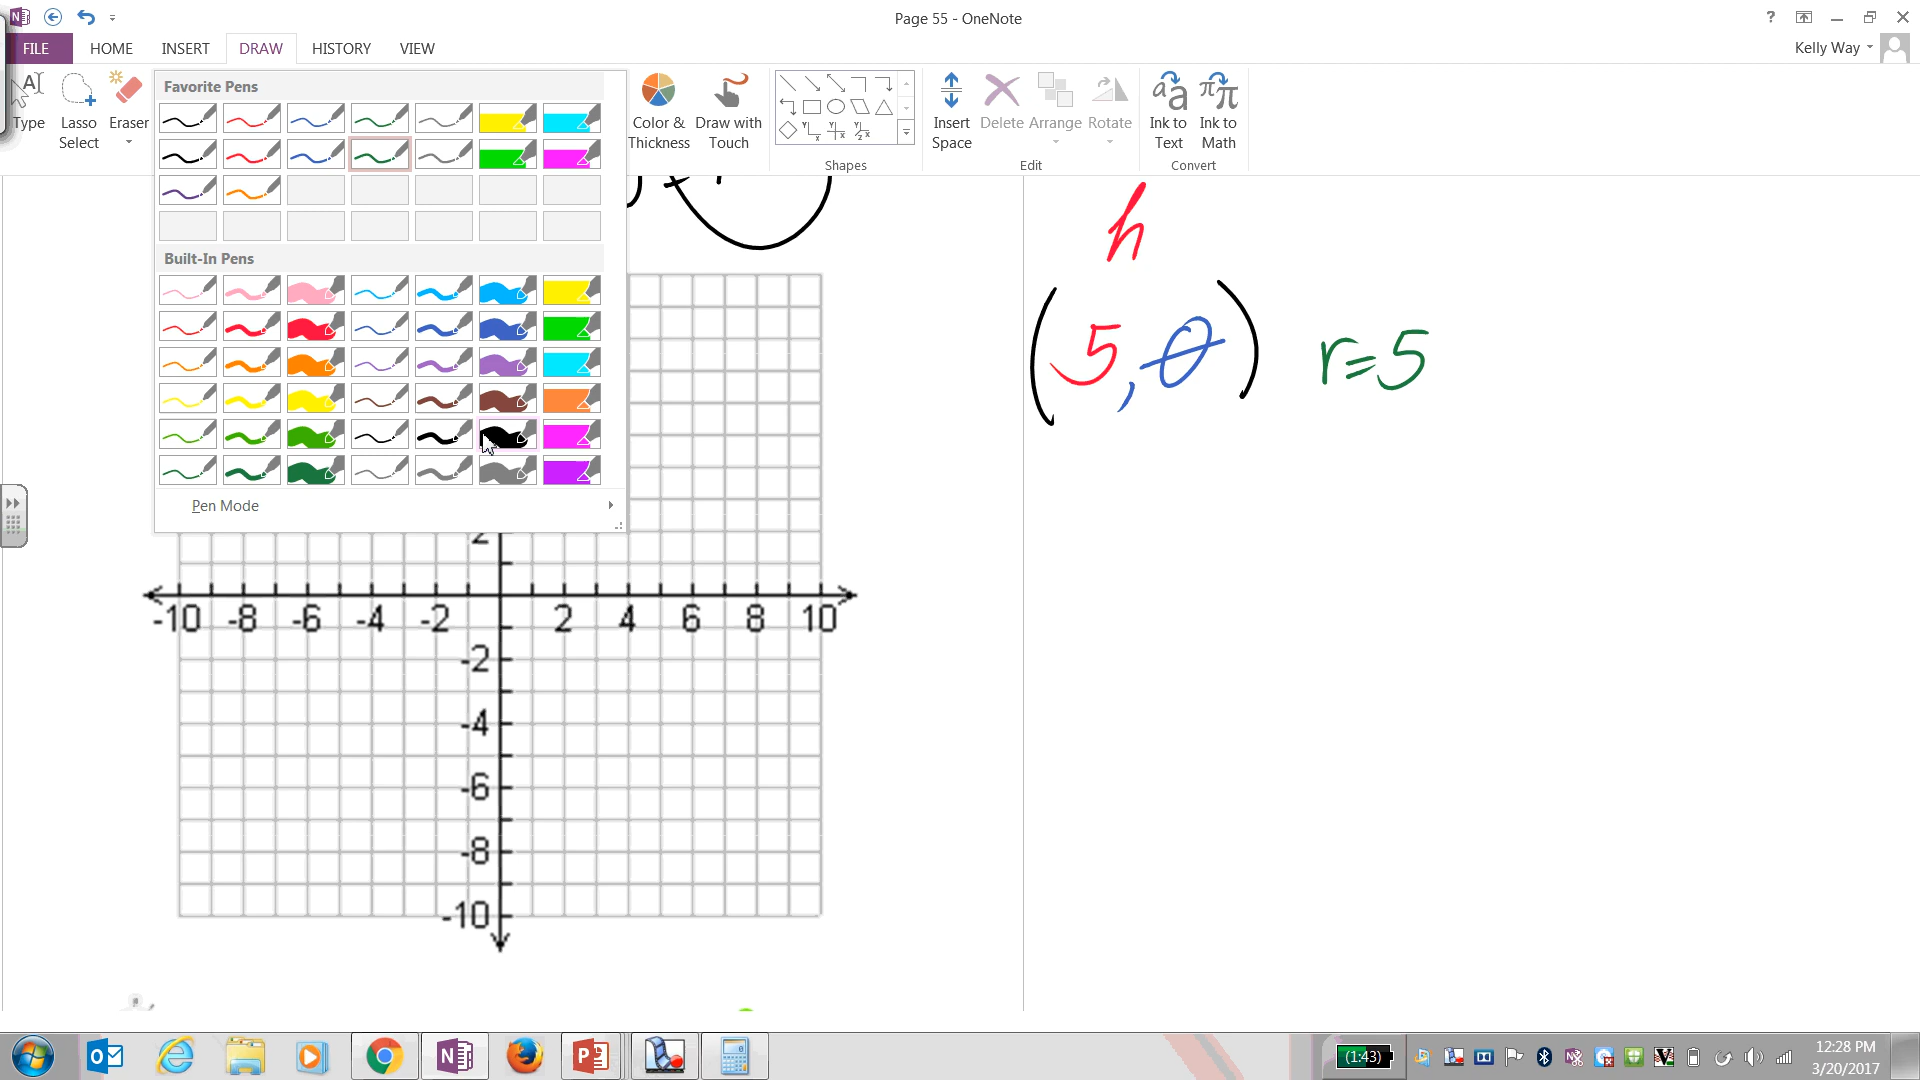 Page 55 - OneNote
?
FILE HOME INSERT DRAW HISTORY VIEW
Kelly Way
Type
Lasso Select
Eraser
Favorite Pens
Built-In Pens
Pen Mode
Color & Thickness
Draw with Touch
Shapes
Insert Space
Delete
Arrange
Rotate
Edit
Ink to Text
Ink to Math
Convert
h
(5,0) r=5
2
-10 -8 -6 -4 -2 2 4 6 8 10
-2
-4
-6
-8
-10
(1:43)
12:28 PM
3/20/2017